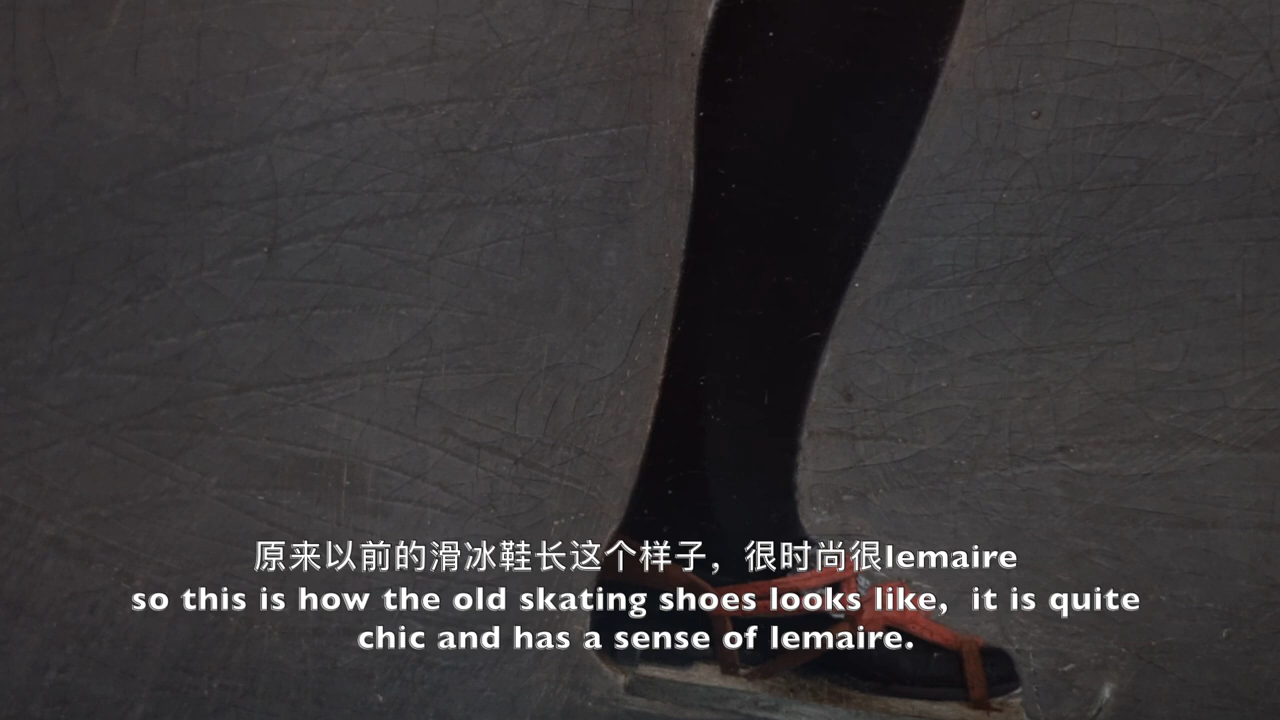 原来以前的滑冰鞋长这个样子，很时尚很lemaire
so this is how the old skating shoes looks like,  it is quite
chic and has a sense of lemaire.